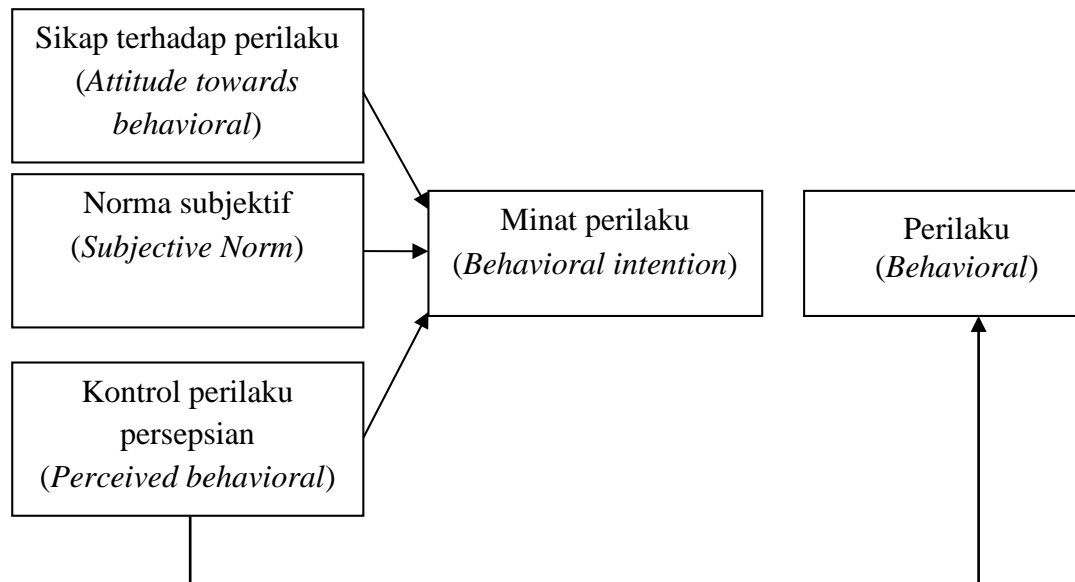 Sikap terhadap perilaku
(Attitude towards
behavioral)
Norma subjektif
(Subjective Norm)
Kontrol perilaku
persepsian
(Perceived behavioral)
Minat perilaku
(Behavioral intention)
Perilaku
(Behavioral)